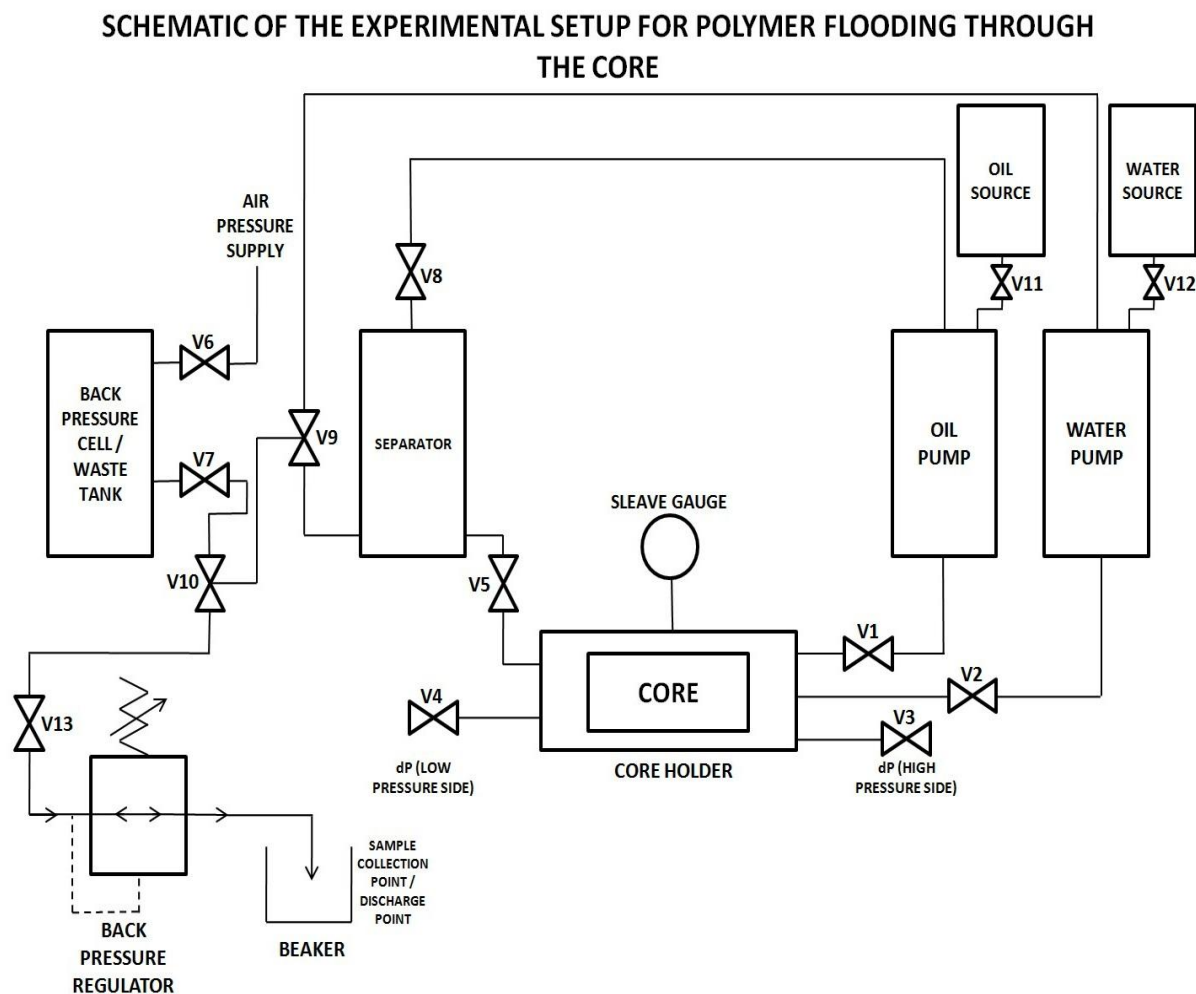 SCHEMATIC OF THE EXPERIMENTAL SETUP FOR POLYMER FLOODING THROUGH
THE CORE
OIL
SOURCE
WATER
SOURCE
AIR
PRESSURE
SUPPLY
V8
V11
V12
V6
BACK
PRESSURE
CELL /
WASTE
TANK
V7
V9
SEPARATOR
OIL
PUMP
WATER
PUMP
SLEAVE GAUGE
V10
V5
V1
V2
V4
CORE
V3
V13
dP (LOW
PRESSURE SIDE)
CORE HOLDER
dP (HIGH
PRESSURE SIDE)
SAMPLE
COLLECTION
POINT /
DISCHARGE
POINT
BEAKER
BACK
PRESSURE
REGULATOR